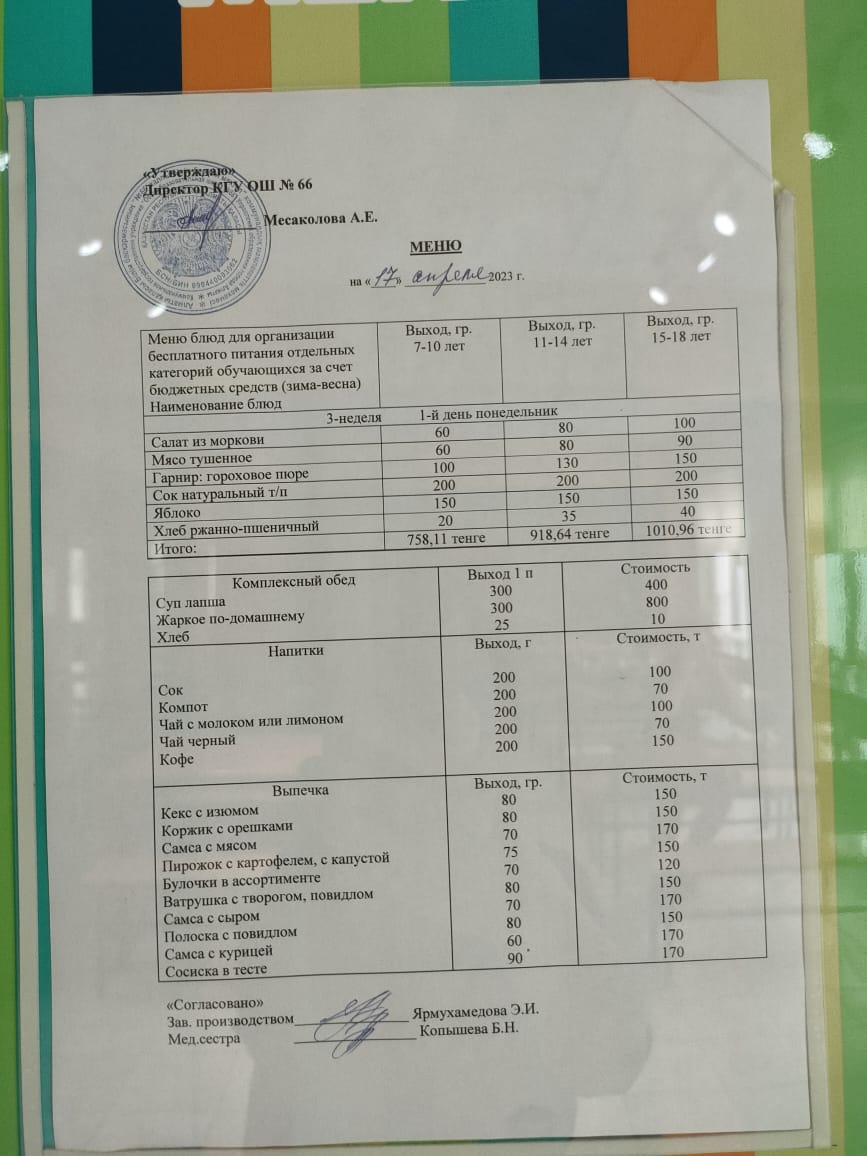 «Утверждаю»
Директор КГУ ОШ № 66
Месаколова А.Е.
МЕНЮ
на «17» апреля 2023 г.
Меню блюд для организации бесплатного питания отдельных категорий обучающихся за счет бюджетных средств (зима-весна) Наименование блюд Выход, гр. 7-10 лет Выход, гр. 11-14 лет Выход, гр. 15-18 лет
3-неделя 1-й день понедельник
Салат из моркови 60 80 100
Мясо тушенное 60 80 90
Гарнир: гороховое пюре 100 130 150
Сок натуральный т/п 200 200 200
Яблоко 150 150 150
Хлеб ржанно-пшеничный 20 35 40
Итого: 758,11 тенге 918,64 тенге 1010,96 тенге
Комплексный обед Выход 1 п Стоимость
Суп лапша 300 400
Жаркое по-домашнему 300 800
Хлеб 25 10
Напитки Выход, г Стоимость, т
Сок 200 100
Компот 200 70
Чай с молоком или лимоном 200 100
Чай черный 200 70
Кофе 200 150
Выпечка Выход, гр. Стоимость, т
Кекс с изюмом 80 150
Коржик с орешками 80 150
Самса с мясом 70 170
Пирожок с картофелем, с капустой 75 150
Булочки в ассортименте 70 120
Ватрушка с творогом, повидлом 80 150
Самса с сыром 70 170
Полоска с повидлом 80 150
Самса с курицей 60 170
Сосиска в тесте 90 170
«Согласовано»
Зав. производством Ярмухамедова Э.И.
Мед.сестра Копышева Б.Н.